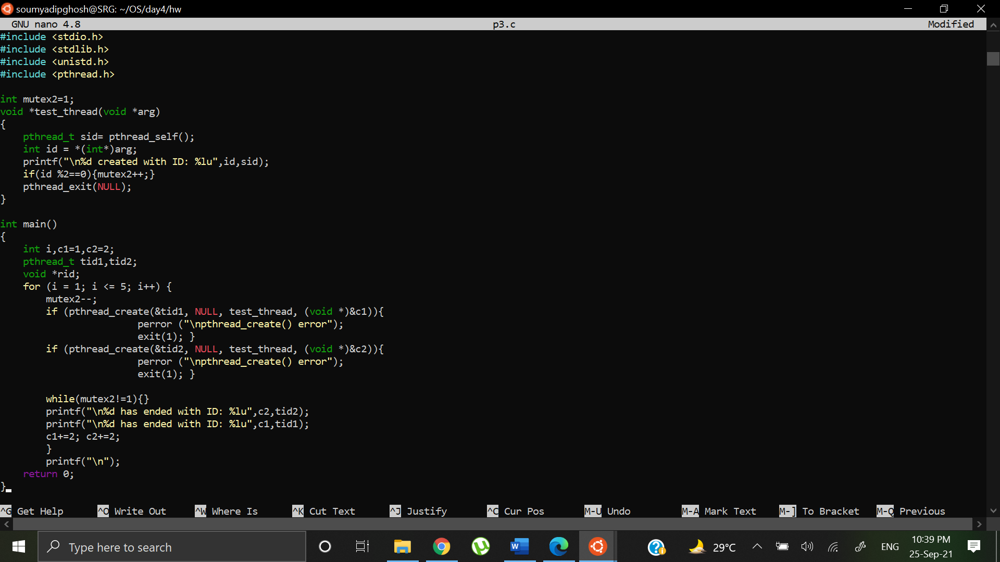 soumyadipghosh@SRG: ~/OS/day4/hw
GNU nano 4.8 p3.c Modified
#include <stdio.h>
#include <stdlib.h>
#include <unistd.h>
#include <pthread.h>
int mutex2=1;
void *test_thread(void *arg)
{
    pthread_t sid= pthread_self();
    int id = *(int*)arg;
    printf("\n%d created with ID: %lu",id,sid);
    if(id %2==0){mutex2++;}
    pthread_exit(NULL);
}
int main()
{
    int i,c1=1,c2=2;
    pthread_t tid1,tid2;
    void *rid;
    for (i = 1; i <= 5; i++) {
        mutex2--;
        if (pthread_create(&tid1, NULL, test_thread, (void *)&c1)){
                        perror ("\npthread_create() error");
                        exit(1); }
        if (pthread_create(&tid2, NULL, test_thread, (void *)&c2)){
                        perror ("\npthread_create() error");
                        exit(1); }
        while(mutex2!=1){}
        printf("\n%d has ended with ID: %lu",c2,tid2);
        printf("\n%d has ended with ID: %lu",c1,tid1);
        c1+=2; c2+=2;
        }
        printf("\n");
    return 0;
}
^G Get Help ^O Write Out ^W Where Is ^K Cut Text ^J Justify ^C Cur Pos M-U Undo M-A Mark Text M-] To Bracket M-Q Previous
Type here to search W 29°C ENG 10:39 PM
25-Sep-21